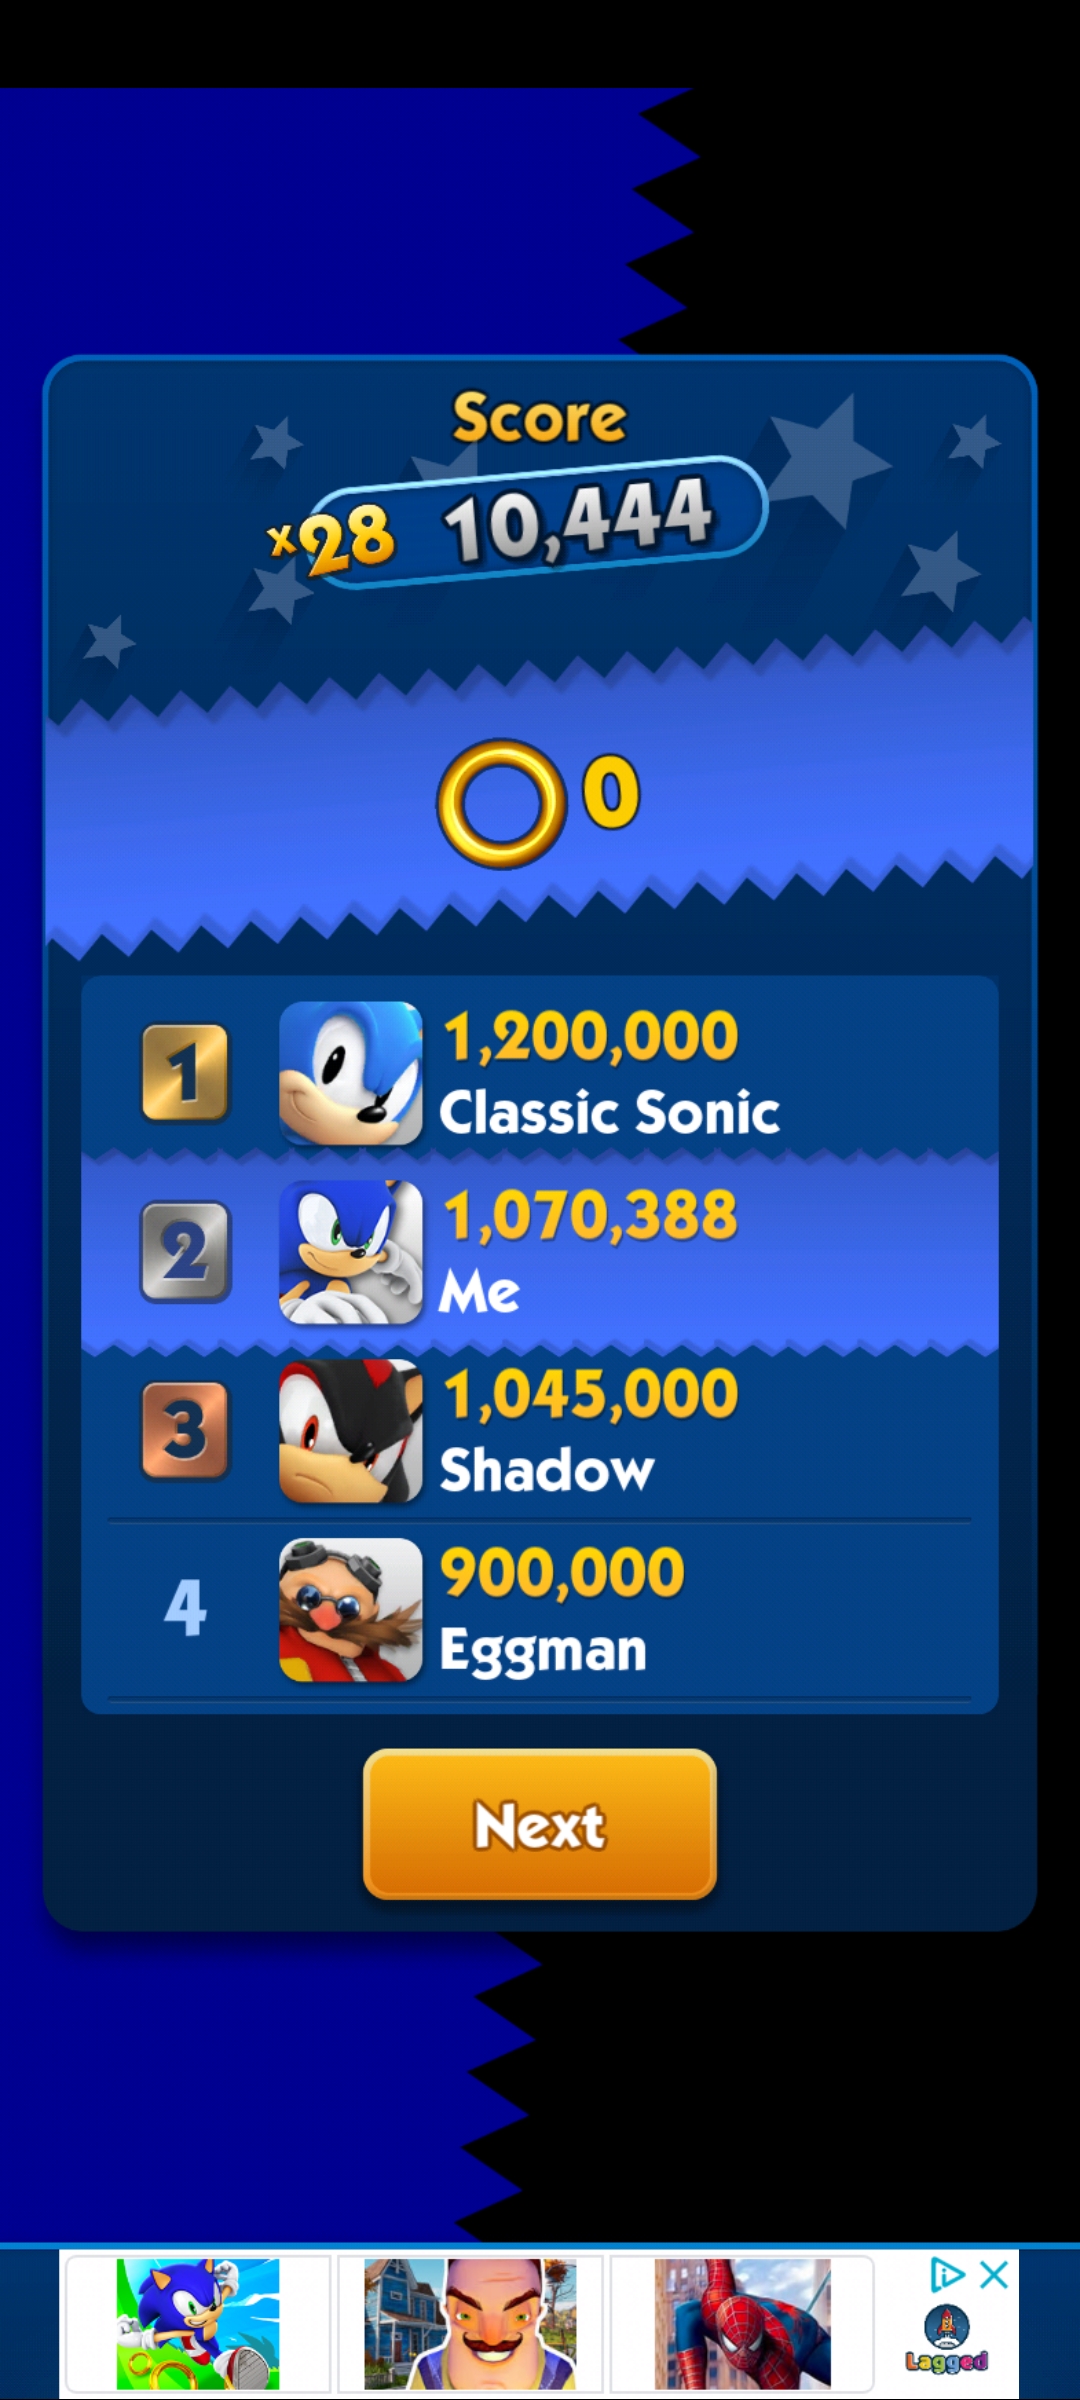 Score
x28 10,444
0
1
1,200,000
Classic Sonic
2
1,070,388
Me
3
1,045,000
Shadow
4
900,000
Eggman
Next
Lagged